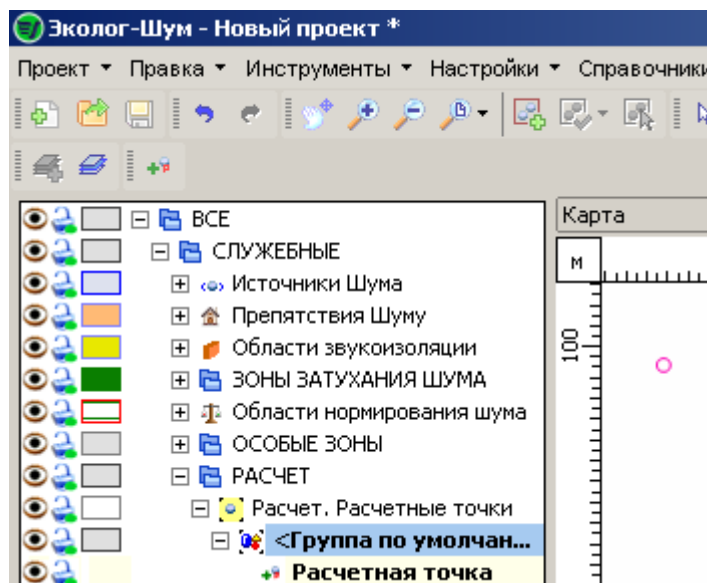 Эколог-Шум - Новый проект *
Проект Правка Инструменты Настройки Справочники
ВСЕ
Карта
СЛУЖЕБНЫЕ
м
Источники Шума
Препятствия Шуму
Области звукоизоляции
100
ЗОНЫ ЗАТУХАНИЯ ШУМА
Области нормирования шума
ОСОБЫЕ ЗОНЫ
РАСЧЕТ
Расчет. Расчетные точки
<Группа по умолчан...
Расчетная точка